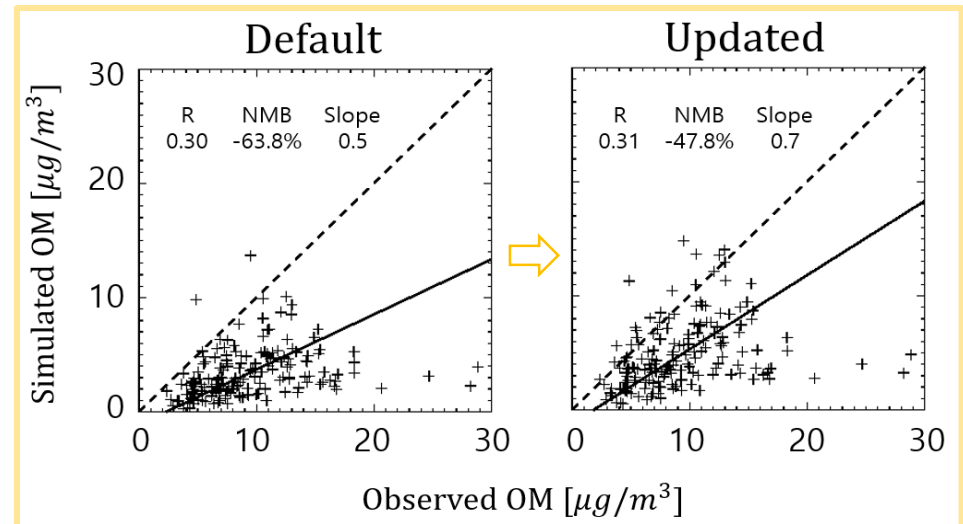 Default Updated
Simulated OM [μg/m³]
30
20
10
0
R NMB Slope
0.30 -63.8% 0.5
0 10 20 30
R NMB Slope
0.31 -47.8% 0.7
0 10 20 30
Observed OM [μg/m³]